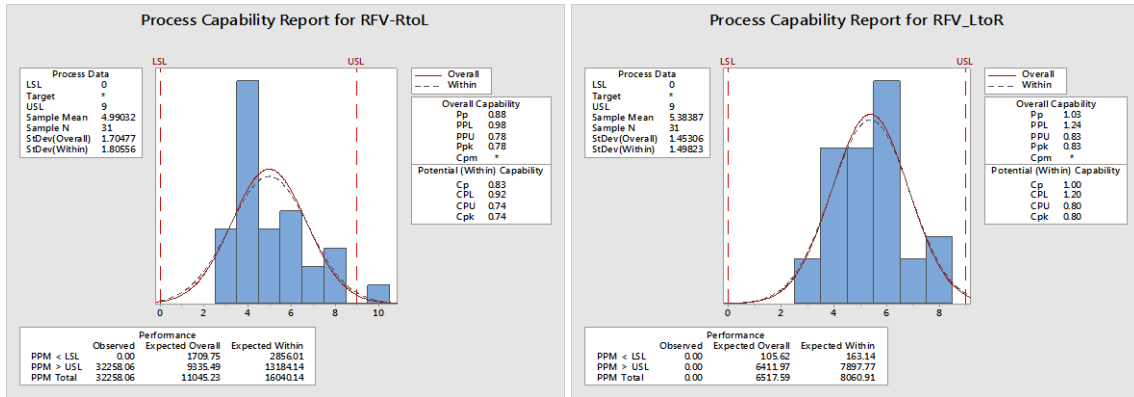 Process Capability Report for RFV-RtoL
LSL
USL
Process Data
LSL 0
Target *
USL 9
Sample Mean 4.99032
Sample N 31
StDev(Overall) 1.70477
StDev(Within) 1.80556
Overall
Within
Overall Capability
Pp 0.88
PPL 0.98
PPU 0.78
Ppk 0.78
Cpm *
Potential (Within) Capability
Cp 0.83
CPL 0.92
CPU 0.74
Cpk 0.74
0 2 4 6 8 10
Performance
Observed Expected Overall Expected Within
PPM < LSL 0.00 1709.75 2856.01
PPM > USL 32258.06 9335.49 13184.14
PPM Total 32258.06 11045.23 16040.14
Process Capability Report for RFV_LtoR
LSL
USL
Process Data
LSL 0
Target *
USL 9
Sample Mean 5.38387
Sample N 31
StDev(Overall) 1.45306
StDev(Within) 1.49823
Overall
Within
Overall Capability
Pp 1.03
PPL 1.24
PPU 0.83
Ppk 0.83
Cpm *
Potential (Within) Capability
Cp 1.00
CPL 1.20
CPU 0.80
Cpk 0.80
0 2 4 6 8
Performance
Observed Expected Overall Expected Within
PPM < LSL 0.00 105.62 163.14
PPM > USL 0.00 6411.97 7897.77
PPM Total 0.00 6517.59 8060.91